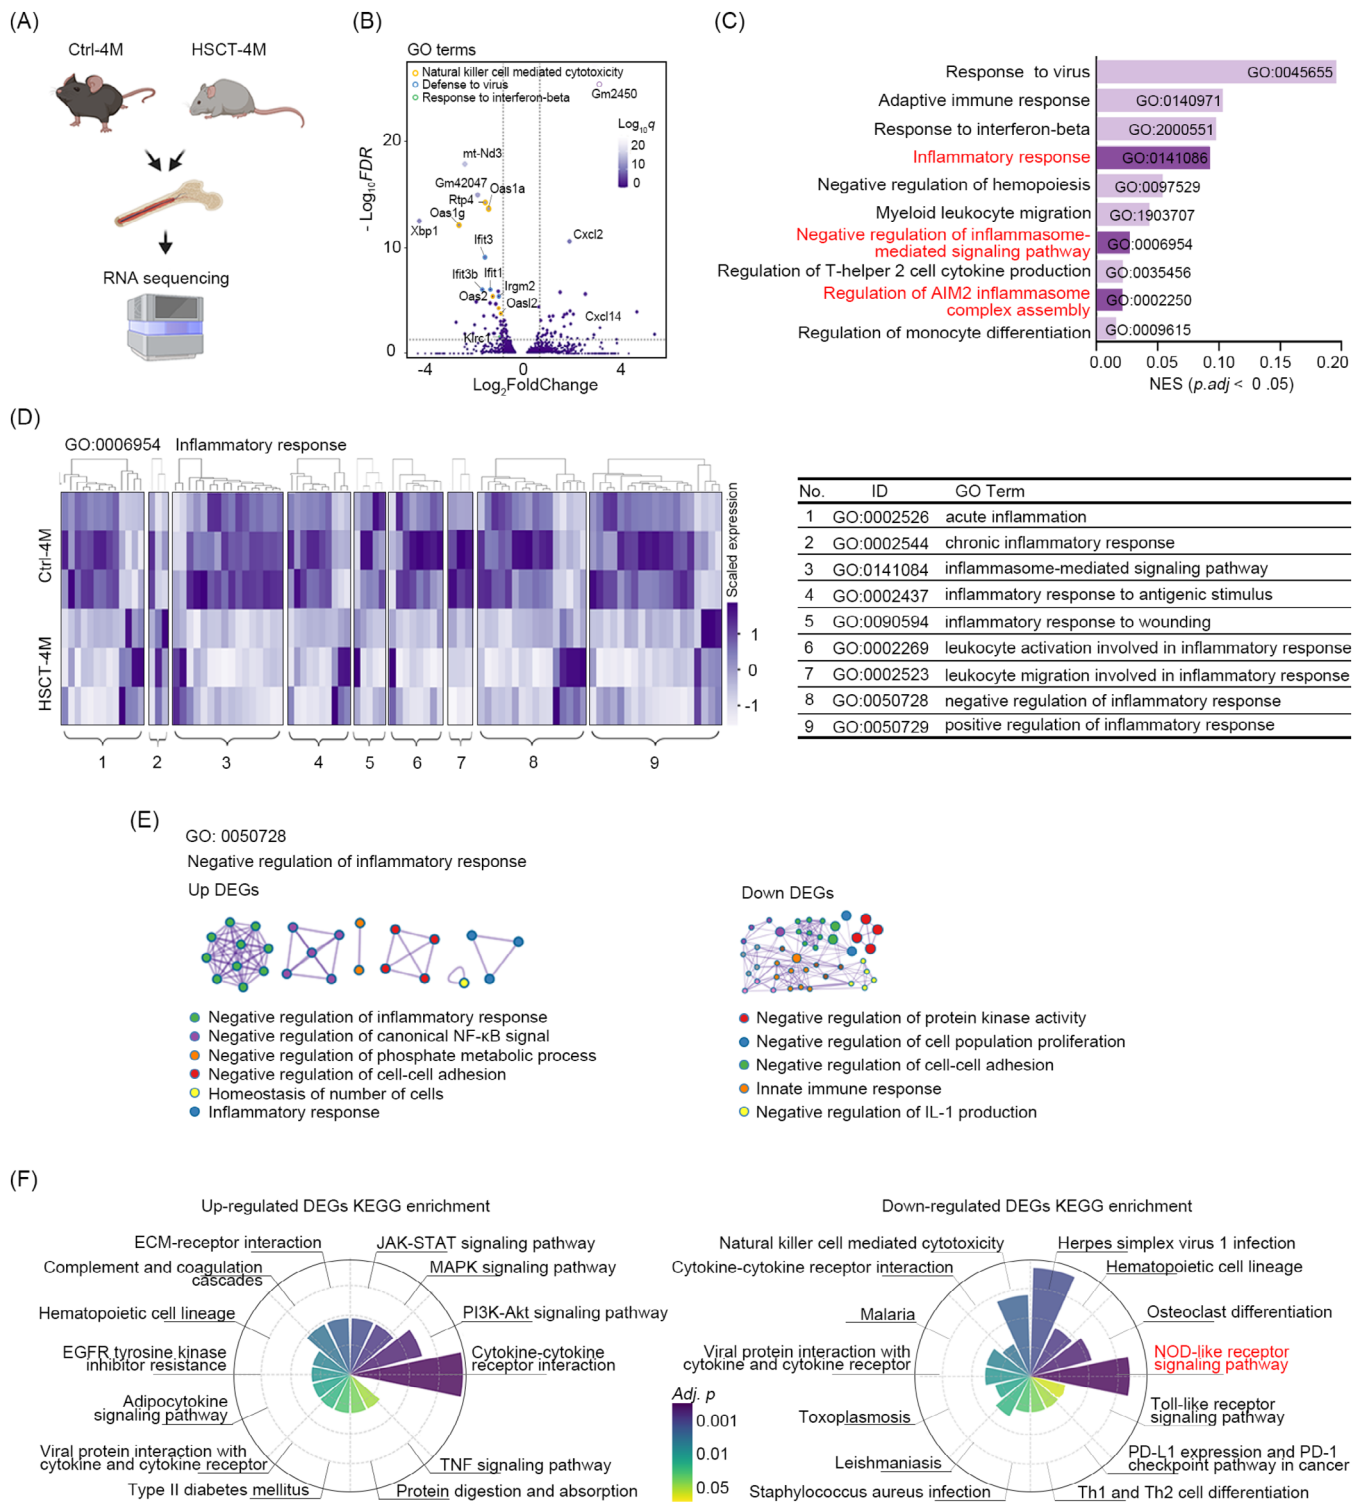 (A)
Ctrl-4M
HSCT-4M
RNA sequencing
(B)
GO terms
Natural killer cell mediated cytotoxicity
Defense to virus
Response to interferon-beta
Gm2450
Log10q
20
10
0
mt-Nd3
Gm42047
Oas1a
Rtp4
Oas1g
Xbp1
Cxcl2
Ifit3
Ifit3b
Ifit1
Irgm2
Oas2
Oasl2
Cxcl14
Klrc1
- Log10FDR
20
10
0
-4
0
4
Log2FoldChange
(C)
Response to virus
GO:0045655
Adaptive immune response
GO:0140971
Response to interferon-beta
GO:2000551
Inflammatory response
GO:0141086
Negative regulation of hemopoiesis
GO:0097529
Myeloid leukocyte migration
GO:1903707
Negative regulation of inflammasome-
mediated signaling pathway
GO:0006954
Regulation of T-helper 2 cell cytokine production
GO:0035456
Regulation of AIM2 inflammasome
complex assembly
GO:0002250
Regulation of monocyte differentiation
GO:0009615
0.00
0.05
0.10
0.15
0.20
NES (p.adj < 0 .05)
(D)
GO:0006954 Inflammatory response
Ctrl-4M
HSCT-4M
Scaled expression
1
0
-1
1
2
3
4
5
6
7
8
9
No. ID GO Term
1 GO:0002526 acute inflammation
2 GO:0002544 chronic inflammatory response
3 GO:0141084 inflammasome-mediated signaling pathway
4 GO:0002437 inflammatory response to antigenic stimulus
5 GO:0090594 inflammatory response to wounding
6 GO:0002269 leukocyte activation involved in inflammatory response
7 GO:0002523 leukocyte migration involved in inflammatory response
8 GO:0050728 negative regulation of inflammatory response
9 GO:0050729 positive regulation of inflammatory response
(E)
GO: 0050728
Negative regulation of inflammatory response
Up DEGs
Negative regulation of inflammatory response
Negative regulation of canonical NF-κB signal
Negative regulation of phosphate metabolic process
Negative regulation of cell-cell adhesion
Homeostasis of number of cells
Inflammatory response
Down DEGs
Negative regulation of protein kinase activity
Negative regulation of cell population proliferation
Negative regulation of cell-cell adhesion
Innate immune response
Negative regulation of IL-1 production
(F)
Up-regulated DEGs KEGG enrichment
ECM-receptor interaction
JAK-STAT signaling pathway
Complement and coagulation
cascades
MAPK signaling pathway
Hematopoietic cell lineage
PI3K-Akt signaling pathway
EGFR tyrosine kinase
inhibitor resistance
Cytokine-cytokine
receptor interaction
Adipocytokine
signaling pathway
Viral protein interaction with
cytokine and cytokine receptor
TNF signaling pathway
Type II diabetes mellitus
Protein digestion and absorption
Adj. p
0.001
0.01
0.05
Down-regulated DEGs KEGG enrichment
Natural killer cell mediated cytotoxicity
Herpes simplex virus 1 infection
Cytokine-cytokine receptor interaction
Hematopoietic cell lineage
Malaria
Osteoclast differentiation
Viral protein interaction with
cytokine and cytokine receptor
NOD-like receptor
signaling pathway
Toxoplasmosis
Toll-like receptor
signaling pathway
Leishmaniasis
PD-L1 expression and PD-1
checkpoint pathway in cancer
Staphylococcus aureus infection
Th1 and Th2 cell differentiation